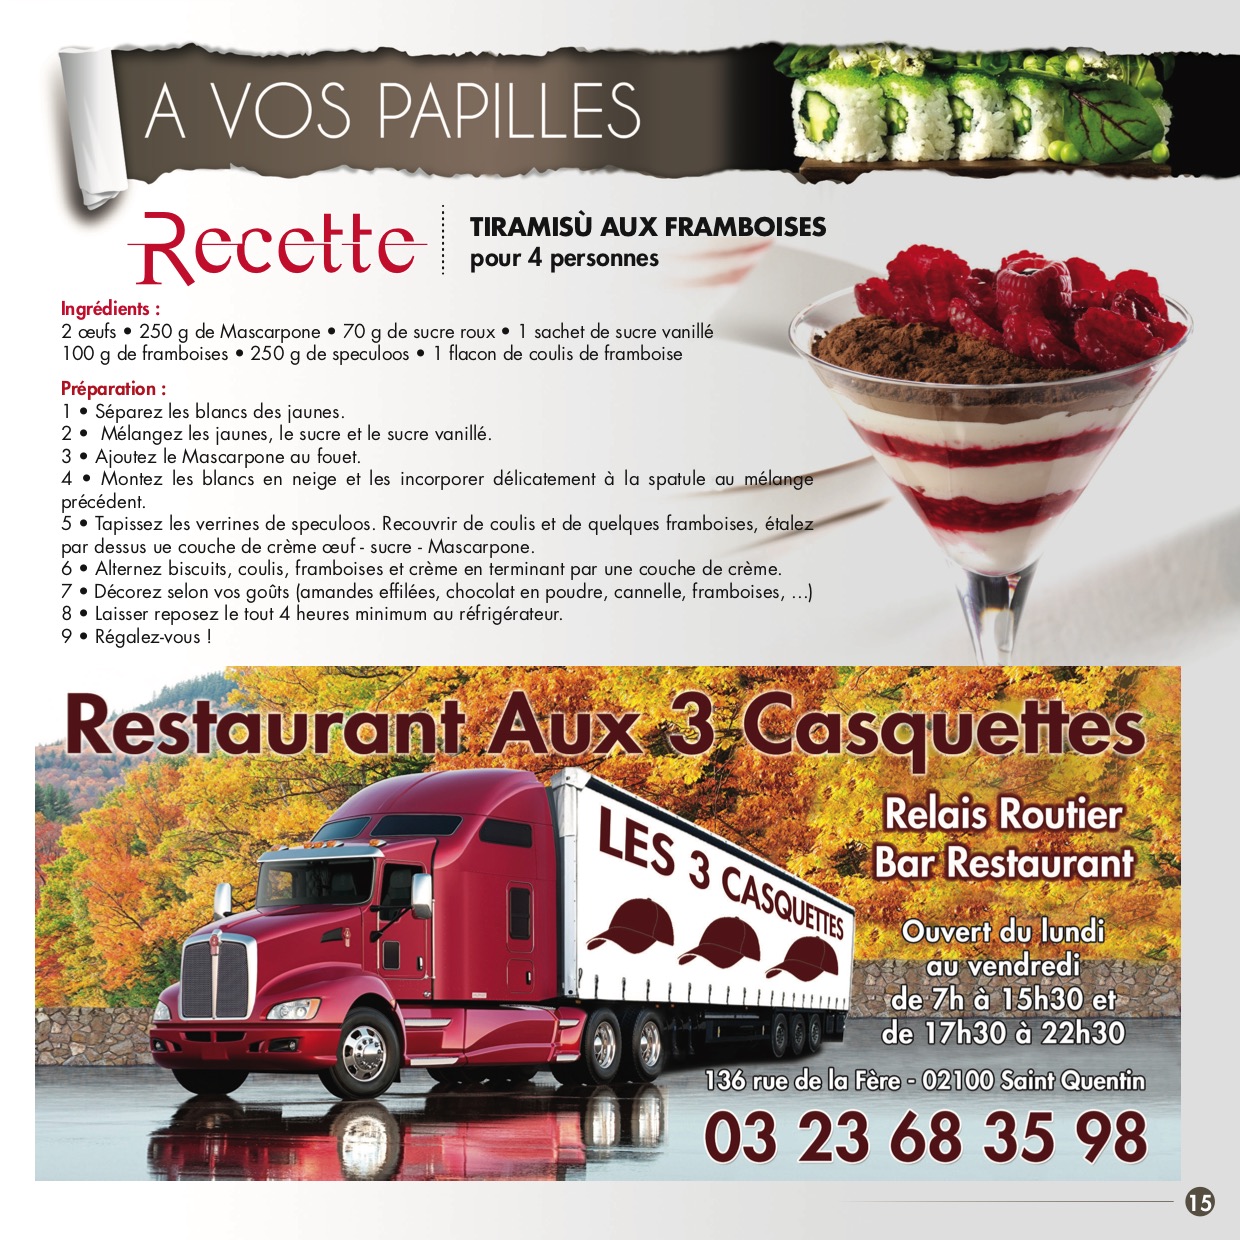 A VOS PAPILLES
Recette
TIRAMISÙ AUX FRAMBOISES
pour 4 personnes
Ingrédients :
2 œufs • 250 g de Mascarpone • 70 g de sucre roux • 1 sachet de sucre vanillé
100 g de framboises • 250 g de speculoos • 1 flacon de coulis de framboise
Préparation :
1 • Séparez les blancs des jaunes.
2 •  Mélangez les jaunes, le sucre et le sucre vanillé.
3 • Ajoutez le Mascarpone au fouet.
4 • Montez les blancs en neige et les incorporer délicatement à la spatule au mélange
précédent.
5 • Tapissez les verrines de speculoos. Recouvrir de coulis et de quelques framboises, étalez
par dessus ue couche de crème œuf - sucre - Mascarpone.
6 • Alternez biscuits, coulis, framboises et crème en terminant par une couche de crème.
7 • Décorez selon vos goûts (amandes effilées, chocolat en poudre, cannelle, framboises, ...)
8 • Laisser reposez le tout 4 heures minimum au réfrigérateur.
9 • Régalez-vous !
Restaurant Aux 3 Casquettes
LES 3 CASQUETTES
Relais Routier
Bar Restaurant
Ouvert du lundi
au vendredi
de 7h à 15h30 et
de 17h30 à 22h30
136 rue de la Fère - 02100 Saint Quentin
03 23 68 35 98
15